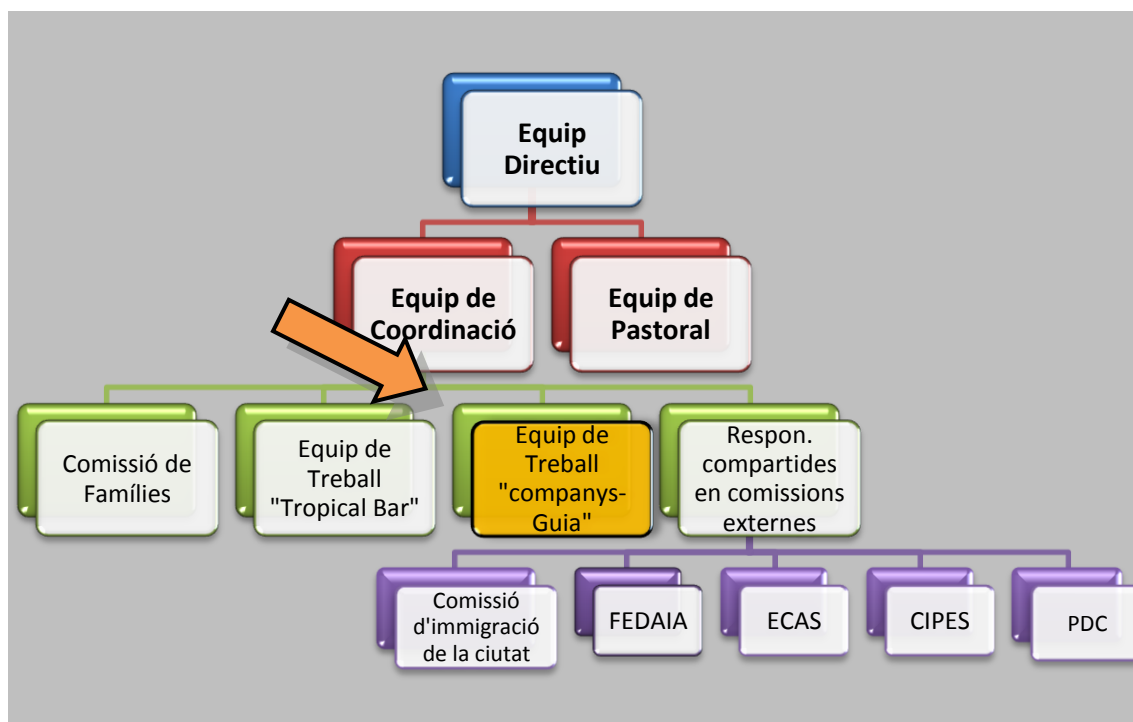 Equip
Directiu
Equip de
Coordinació
Equip de
Pastoral
Comissió de
Famílies
Equip de
Treball
"Tropical Bar"
Equip de
Treball
"companys-
Guia"
Respon.
compartides
en comissions
externes
Comissió
d'immigració
de la ciutat
FEDAIA
ECAS
CIPES
PDC